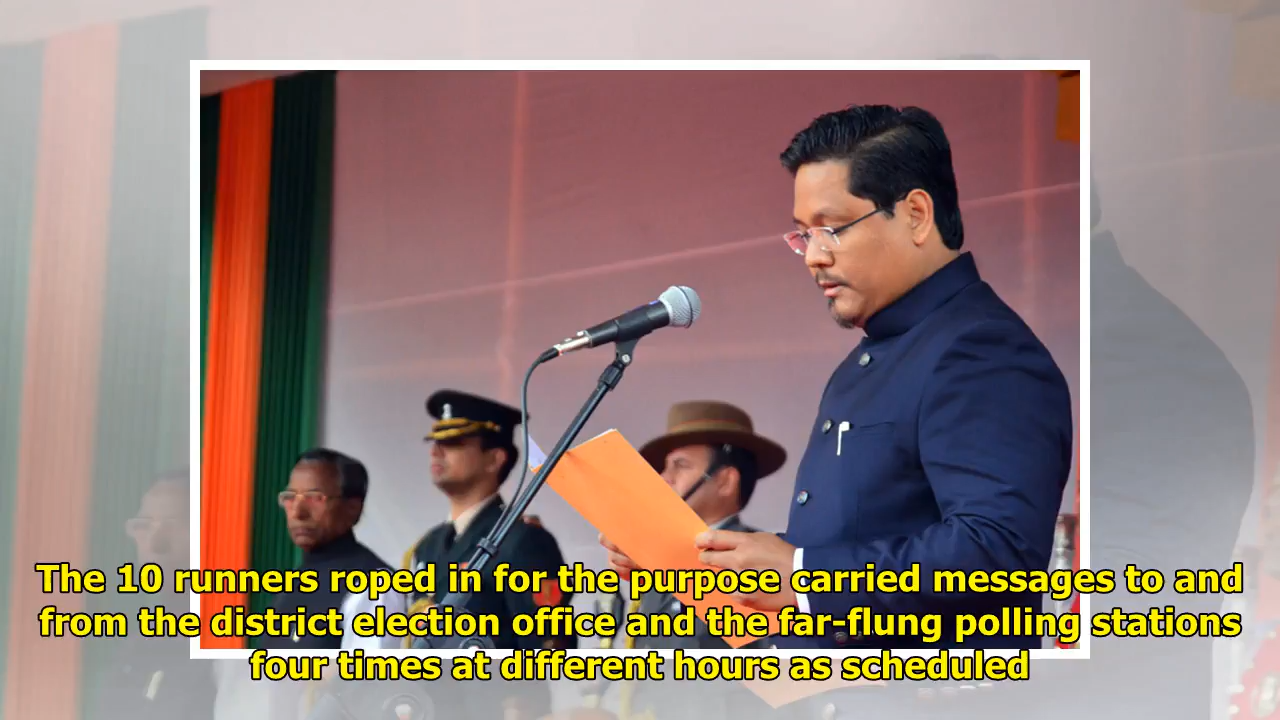 The 10 runners roped in for the purpose carried messages to and
from the district election office and the far-flung polling stations
four times at different hours as scheduled